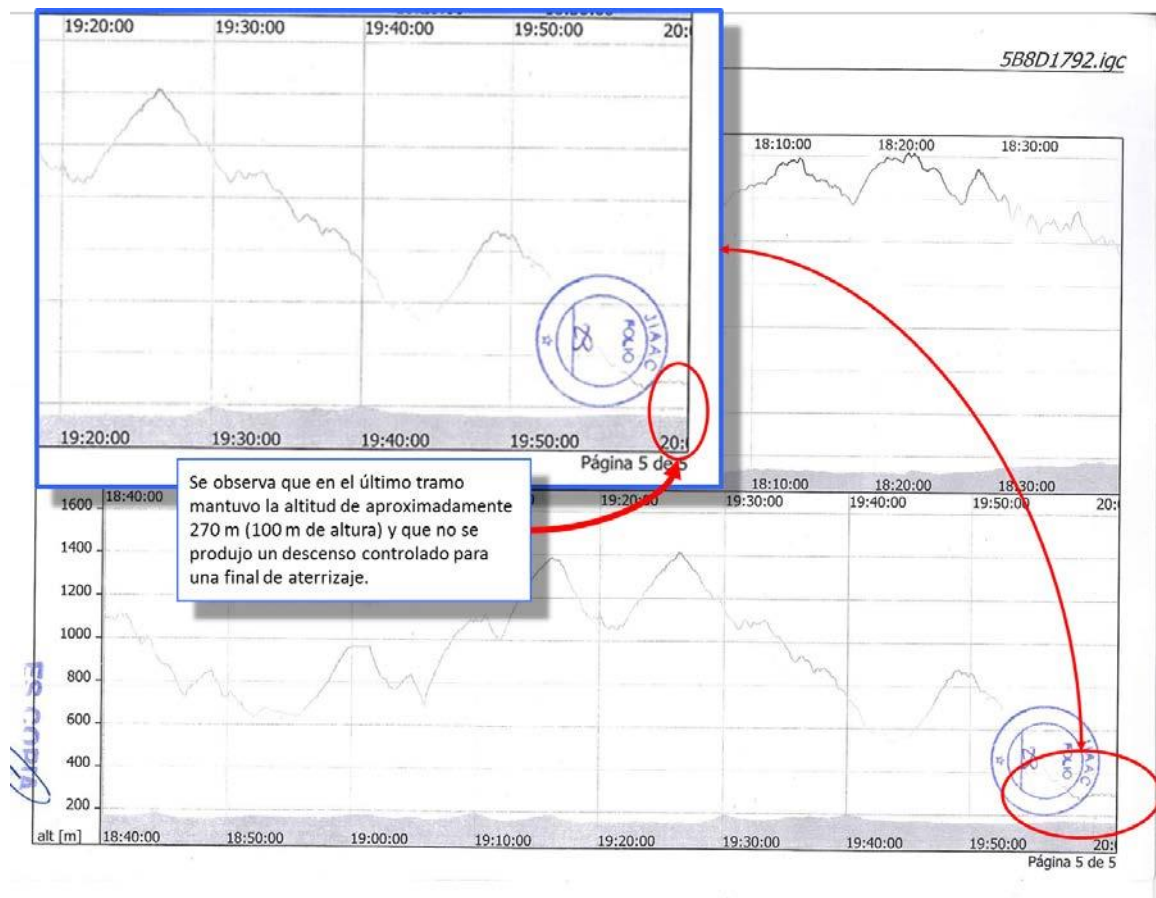 19:20:00 19:30:00 19:40:00 19:50:00 20:
5B8D1792.igc
18:10:00 18:20:00 18:30:00
JIAAC
FOLIO
28
19:20:00 19:30:00 19:40:00 19:50:00 20:0
Página 5 de 5
18:10:00 18:20:00 18:30:00
Se observa que en el último tramo
mantuvo la altitud de aproximadamente
270 m (100 m de altura) y que no se
produjo un descenso controlado para
una final de aterrizaje.
18:40:00 19:20:00 19:30:00 19:40:00 19:50:00 20:
1600
1400
1200
1000
800
600
400
200
ES COPIA
JIAAC
FOLIO
28
alt [m] 18:40:00 18:50:00 19:00:00 19:10:00 19:20:00 19:30:00 19:40:00 19:50:00 20:
Página 5 de 5